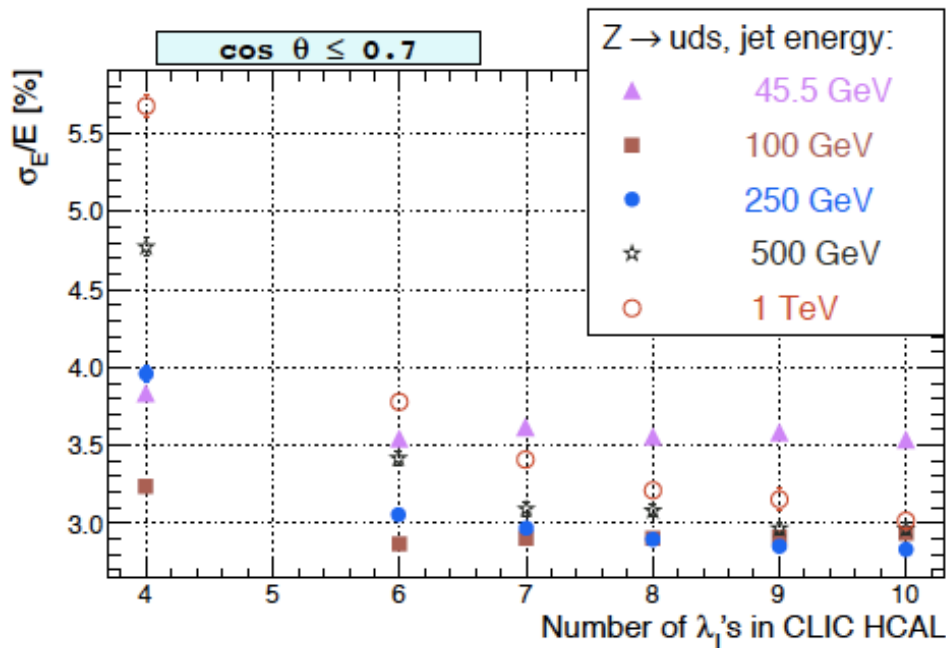 cos θ ≤ 0.7
Z → uds, jet energy:
45.5 GeV
100 GeV
250 GeV
500 GeV
1 TeV
σE/E [%]
5.5
5.0
4.5
4.0
3.5
3.0
4 5 6 7 8 9 10
Number of λI's in CLIC HCAL